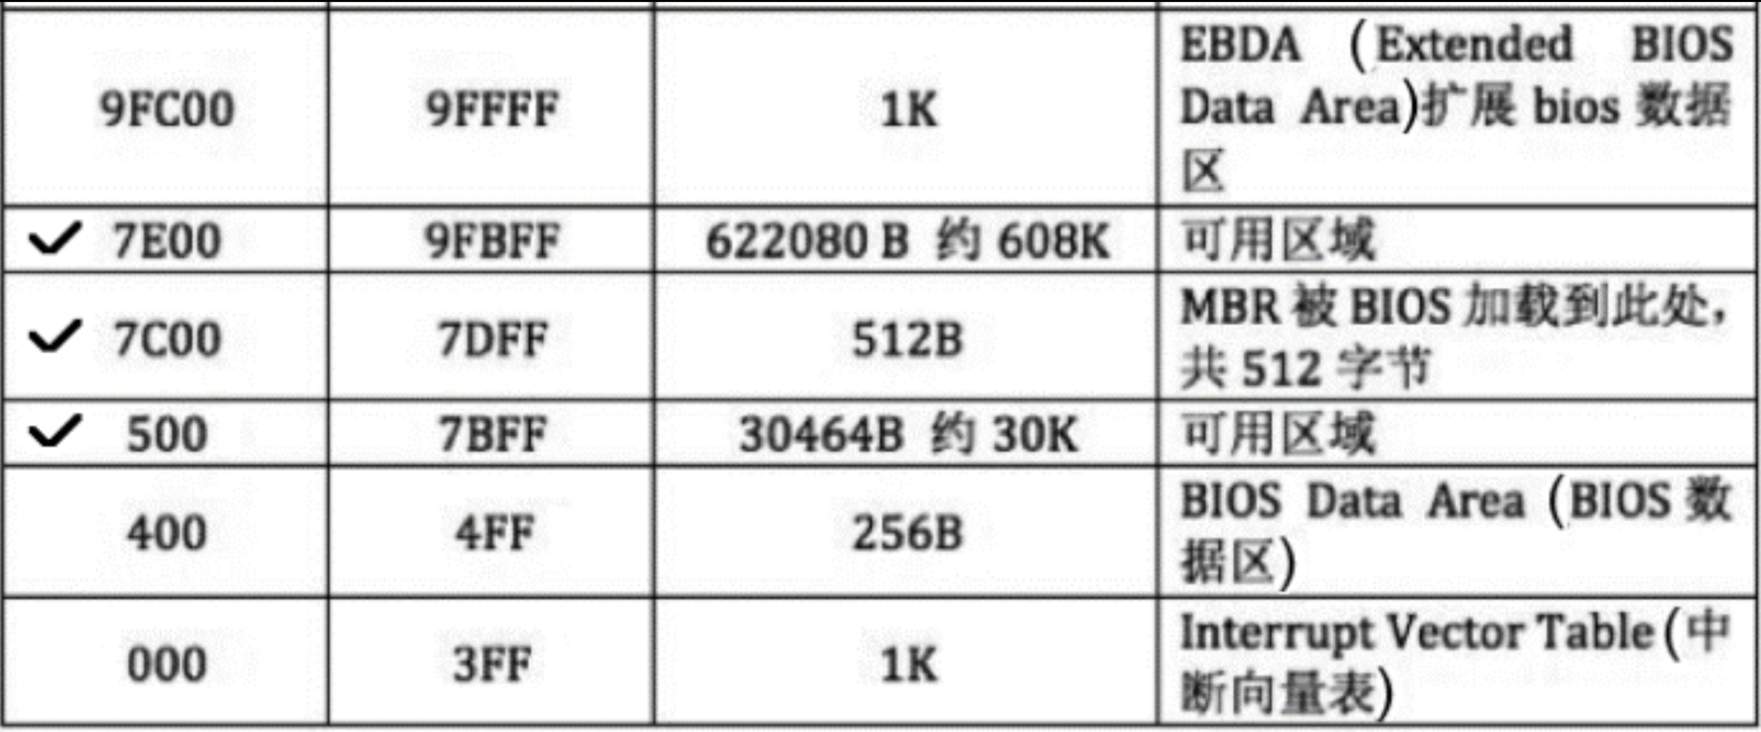 9FC00 9FFFF 1K EBDA (Extended BIOS
Data Area)扩展 bios 数据
区
✓ 7E00 9FBFF 622080 B 约 608K 可用区域
✓ 7C00 7DFF 512B MBR 被 BIOS 加载到此处,
共 512 字节
✓ 500 7BFF 30464B 约 30K 可用区域
400 4FF 256B BIOS Data Area (BIOS 数
据区)
000 3FF 1K Interrupt Vector Table(中
断向量表)